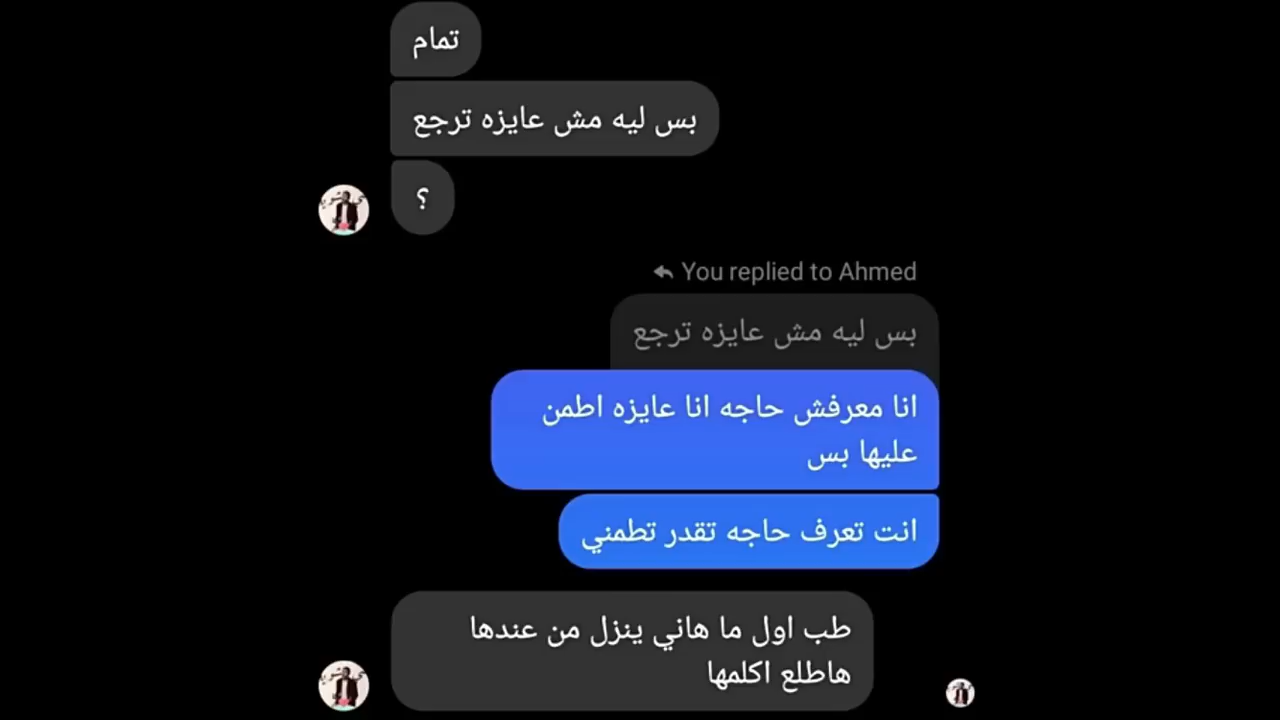 تمام
بس ليه مش عايزه ترجع
؟
You replied to Ahmed
بس ليه مش عايزه ترجع
انا معرفش حاجه انا عايزه اطمن
عليها بس
انت تعرف حاجه تقدر تطمني
طب اول ما هاني ينزل من عندها
هاطلع اكلمها